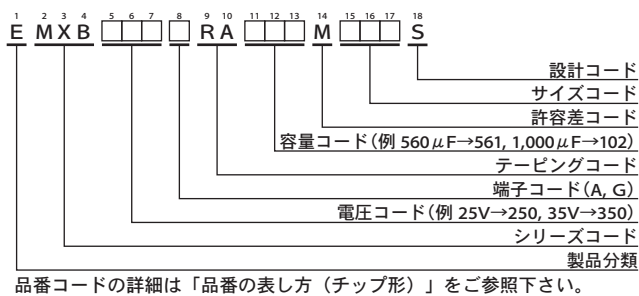 1 2 3 4 5 6 7 8 9 10 11 12 13 14 15 16 17 18
E M X B □□□ □ R A □□□ M □□□ S
設計コード
サイズコード
許容差コード
容量コード(例 560μF→561, 1,000μF→102)
テーピングコード
端子コード(A, G)
電圧コード(例 25V→250, 35V→350)
シリーズコード
製品分類
品番コードの詳細は「品番の表し方(チップ形)」をご参照下さい。